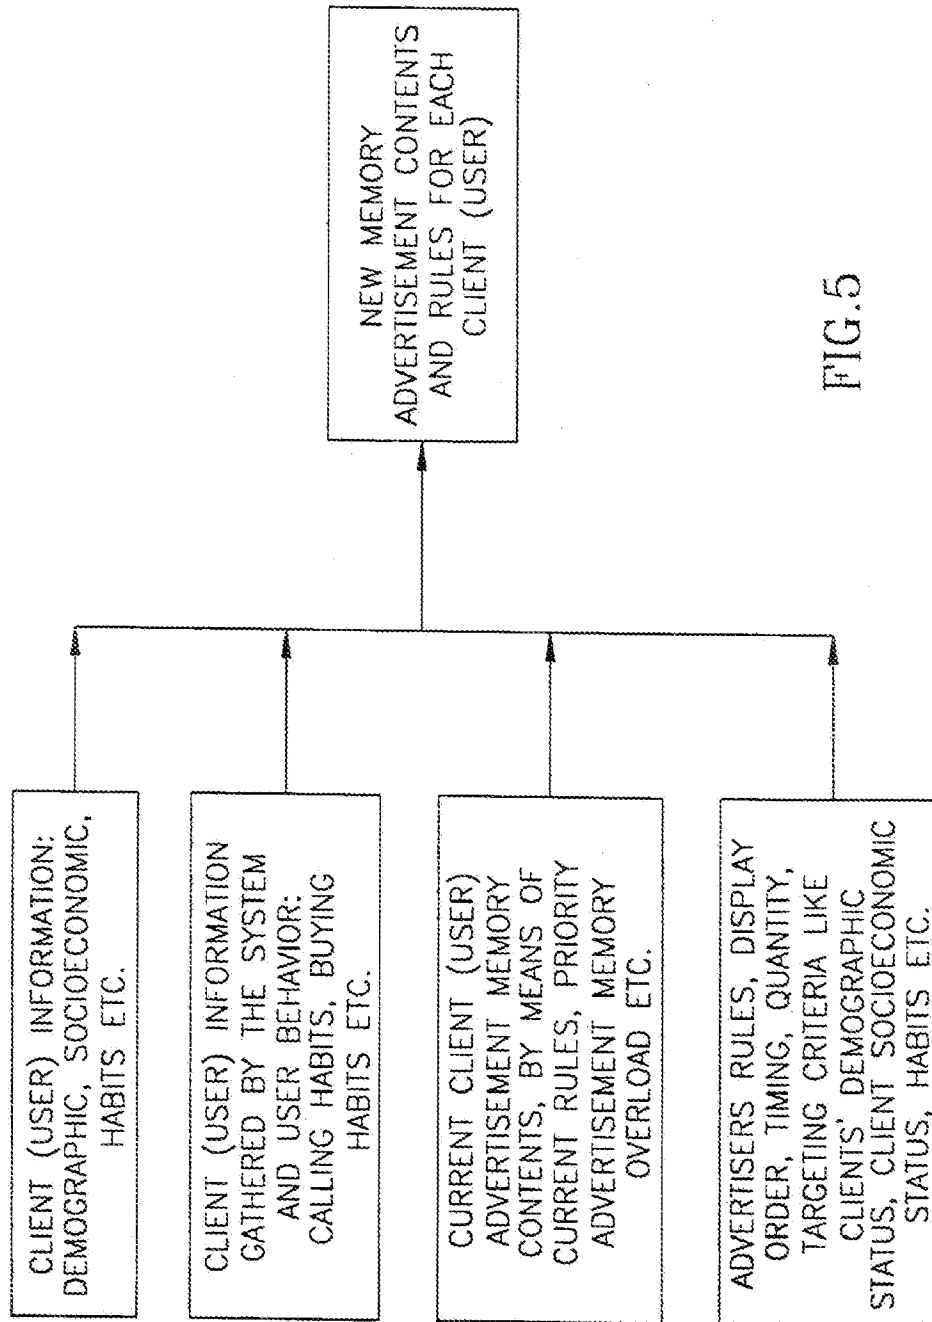 CLIENT (USER) INFORMATION:
DEMOGRAPHIC, SOCIOECONOMIC,
HABITS ETC.
CLIENT (USER) INFORMATION
GATHERED BY THE SYSTEM
AND USER BEHAVIOR:
CALLING HABITS, BUYING
HABITS ETC.
CURRENT CLIENT (USER)
ADVERTISEMENT MEMORY
CONTENTS, BY MEANS OF
CURRENT RULES, PRIORITY
ADVERTISEMENT MEMORY
OVERLOAD ETC.
ADVERTISERS RULES, DISPLAY
ORDER, TIMING, QUANTITY,
TARGETING CRITERIA LIKE
CLIENTS' DEMOGRAPHIC
STATUS, CLIENT SOCIOECONOMIC
STATUS, HABITS ETC.
NEW MEMORY
ADVERTISEMENT CONTENTS
AND RULES FOR EACH
CLIENT (USER)
FIG.5